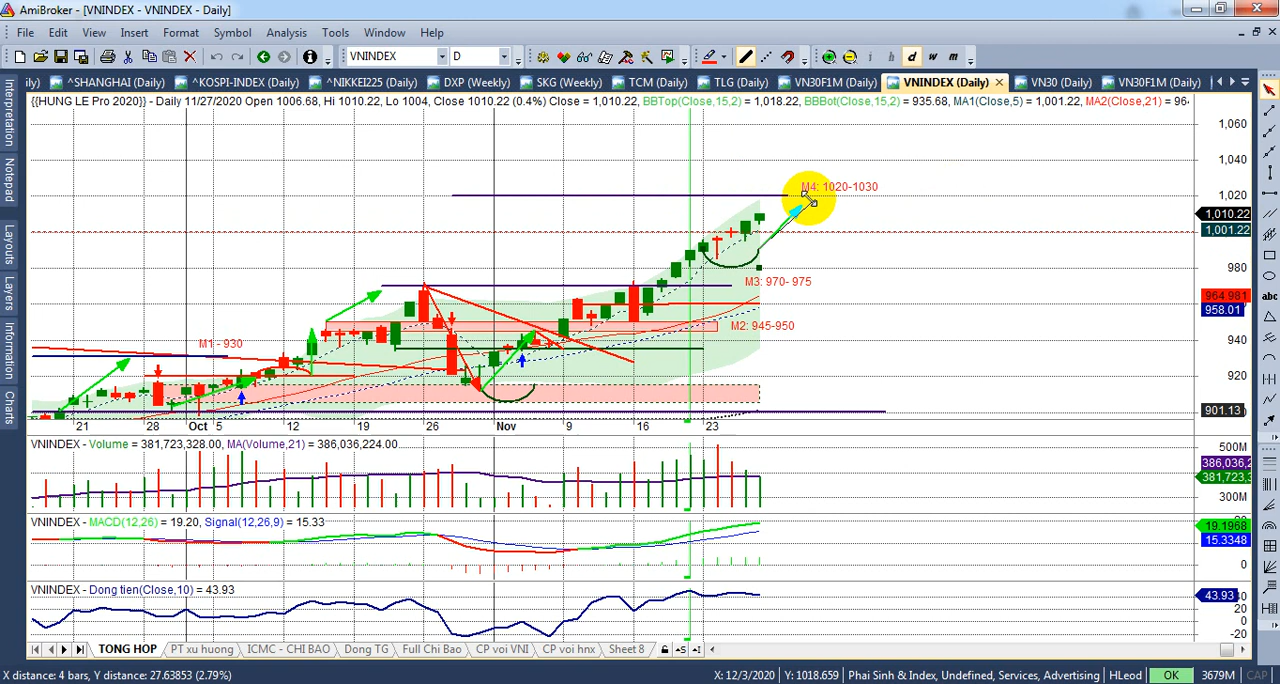 AmiBroker - [VNINDEX - VNINDEX - Daily]
File Edit View Insert Format Symbol Analysis Tools Window Help
VNINDEX D
i h d w m
ily) ^SHANGHAI (Daily) ^KOSPI-INDEX (Daily) ^NIKKEI225 (Daily) DXP (Weekly) SKG (Weekly) TCM (Daily) TLG (Daily) VN30F1M (Daily) VNINDEX (Daily) VN30 (Daily) VN30F1M (Daily)
Interpretation
Notepad
Layouts
Layers
Information
Charts
{{HUNG LE Pro 2020}} - Daily 11/27/2020 Open 1006.68, Hi 1010.22, Lo 1004, Close 1010.22 (0.4%) Close = 1,010.22, BBTop(Close,15,2) = 1,018.22, BBBot(Close,15,2) = 935.68, MA1(Close,5) = 1,001.22, MA2(Close,21) = 964
1,060
1,040
M4: 1020-1030
1,020
1,010.22
1,001.22
980
M3: 970- 975
964.981
958.01
M2: 945-950
M1 - 930
940
920
901.13
21 28 Oct 5 12 19 26 Nov 9 16 23
VNINDEX - Volume = 381,723,328.00, MA(Volume,21) = 386,036,224.00
500M
386,036,2
381,723,
300M
VNINDEX - MACD(12,26) = 19.20, Signal(12,26,9) = 15.33
19.1968
15.3348
0
VNINDEX - Dong tien(Close,10) = 43.93
43.93
20
0
-20
TONG HOP PT xu huong ICMC - CHI BAO Dong TG Full Chi Bao CP voi VNI CP voi hnx Sheet 8
X distance: 4 bars, Y distance: 27.63853 (2.79%) X: 12/3/2020 Y: 1018.659 Phai Sinh & Index, Undefined, Services, Advertising HLeod OK 3679M CAP
abc